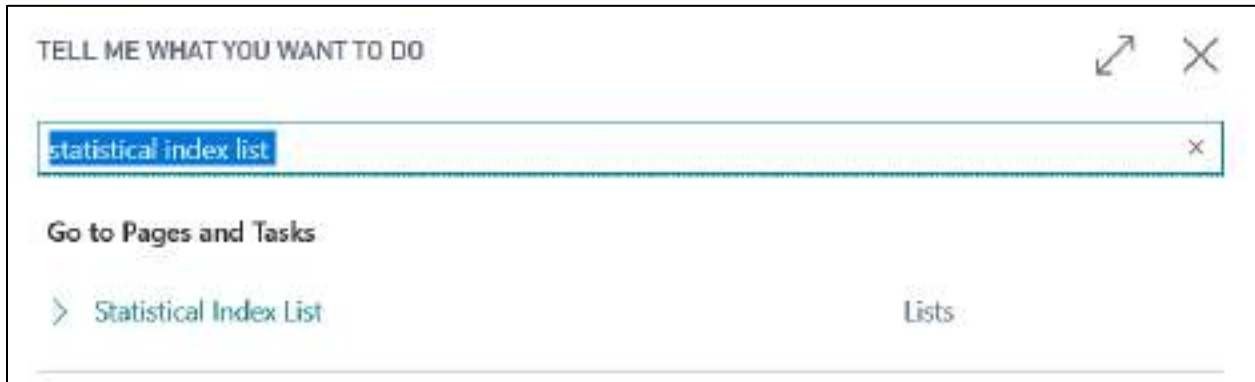 TELL ME WHAT YOU WANT TO DO
statistical index list
Go to Pages and Tasks
Statistical Index List Lists